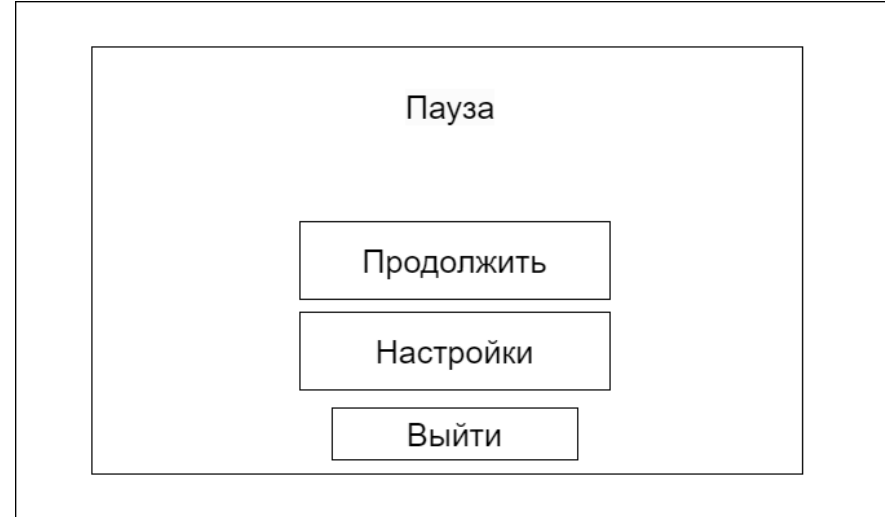 Пауза
Продолжить
Настройки
Выйти